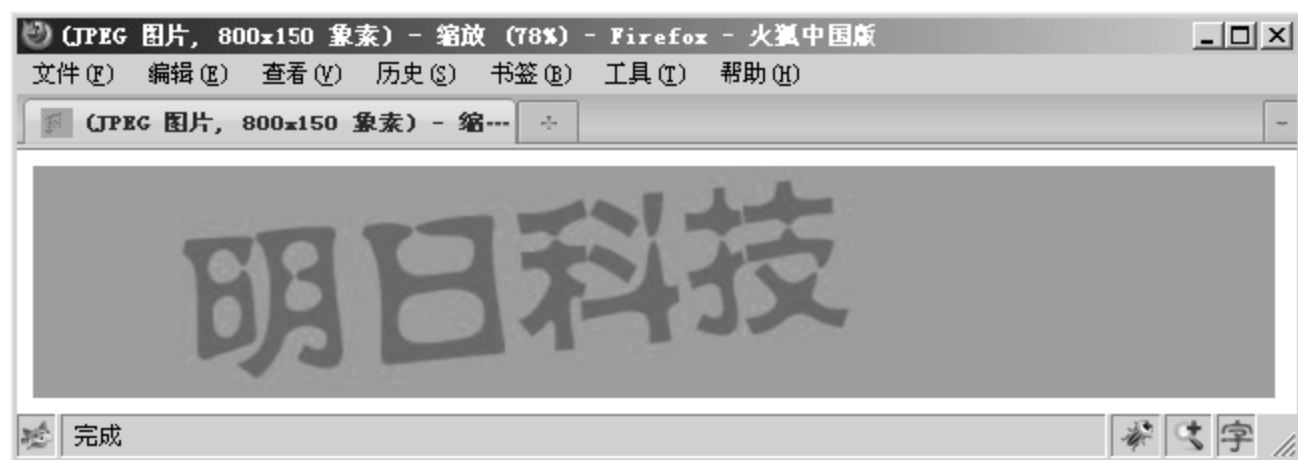 (JPEG 图片, 800x150 象素) - 缩放 (78%) - Firefox - 火狐中国版
文件(F) 编辑(E) 查看(V) 历史(S) 书签(B) 工具(T) 帮助(H)
(JPEG 图片, 800x150 象素) - 缩...
明日科技
完成
字